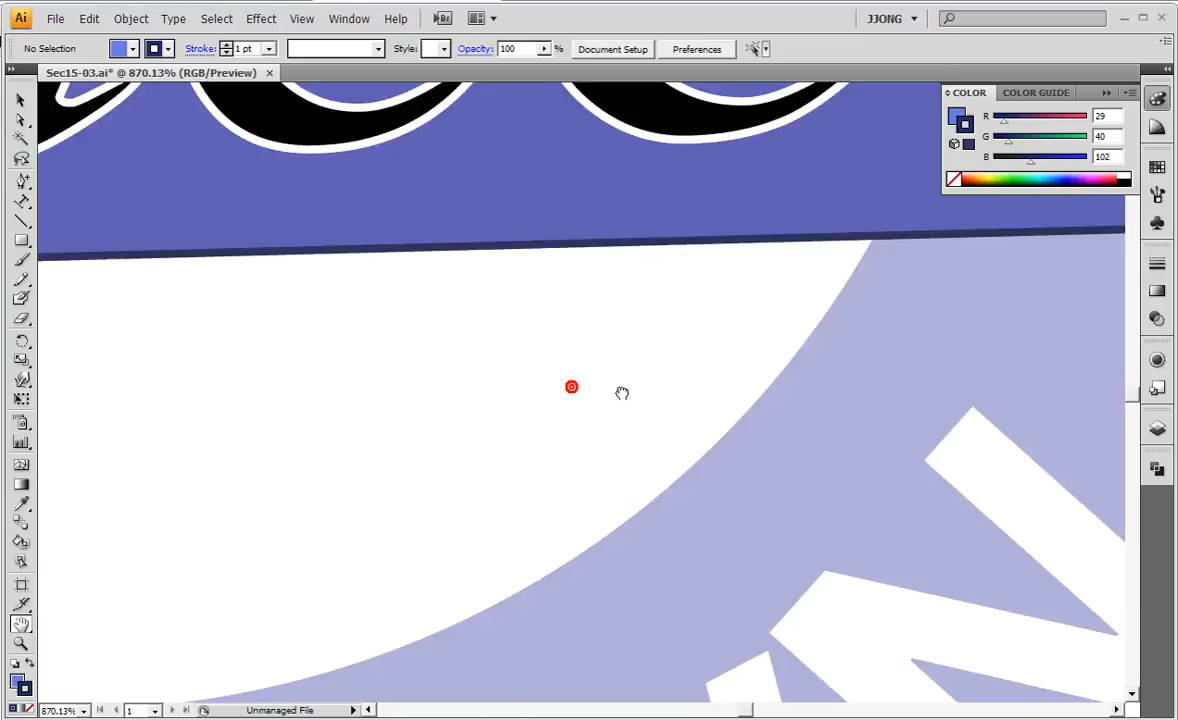 Ai File Edit Object Type Select Effect View Window Help Br JJONG
No Selection Stroke: 1 pt Style: Opacity: 100 % Document Setup Preferences
Sec15-03.ai* @ 870.13% (RGB/Preview)
COLOR COLOR GUIDE
R 29
G 40
B 102
870.13% 1 Unmanaged File